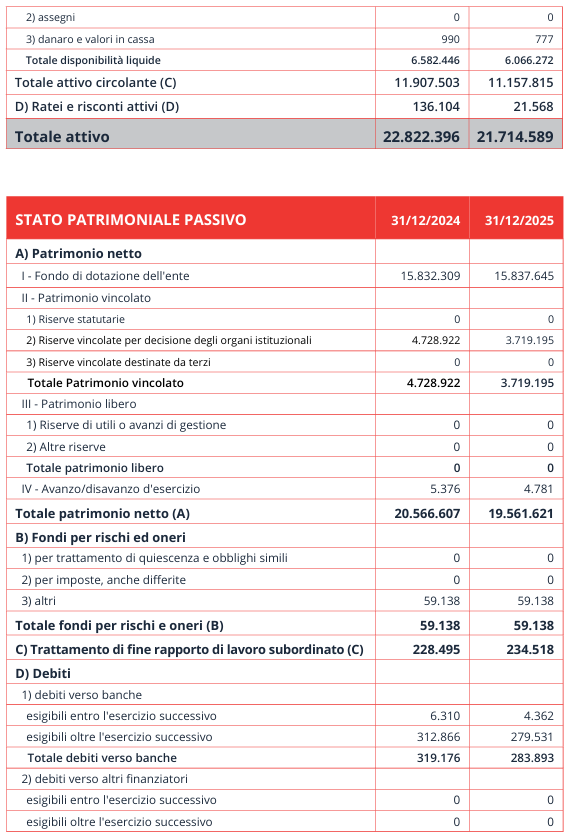 2) assegni 0 0
3) danaro e valori in cassa 990 777
Totale disponibilità liquide 6.582.446 6.066.272
Totale attivo circolante (C) 11.907.503 11.157.815
D) Ratei e risconti attivi (D) 136.104 21.568
Totale attivo 22.822.396 21.714.589
STATO PATRIMONIALE PASSIVO 31/12/2024 31/12/2025
A) Patrimonio netto
I - Fondo di dotazione dell'ente 15.832.309 15.837.645
II - Patrimonio vincolato
1) Riserve statutarie 0 0
2) Riserve vincolate per decisione degli organi istituzionali 4.728.922 3.719.195
3) Riserve vincolate destinate da terzi 0 0
Totale Patrimonio vincolato 4.728.922 3.719.195
III - Patrimonio libero
1) Riserve di utili o avanzi di gestione 0 0
2) Altre riserve 0 0
Totale patrimonio libero 0 0
IV - Avanzo/disavanzo d'esercizio 5.376 4.781
Totale patrimonio netto (A) 20.566.607 19.561.621
B) Fondi per rischi ed oneri
1) per trattamento di quiescenza e obblighi simili 0 0
2) per imposte, anche differite 0 0
3) altri 59.138 59.138
Totale fondi per rischi e oneri (B) 59.138 59.138
C) Trattamento di fine rapporto di lavoro subordinato (C) 228.495 234.518
D) Debiti
1) debiti verso banche
esigibili entro l'esercizio successivo 6.310 4.362
esigibili oltre l'esercizio successivo 312.866 279.531
Totale debiti verso banche 319.176 283.893
2) debiti verso altri finanziatori
esigibili entro l'esercizio successivo 0 0
esigibili oltre l'esercizio successivo 0 0